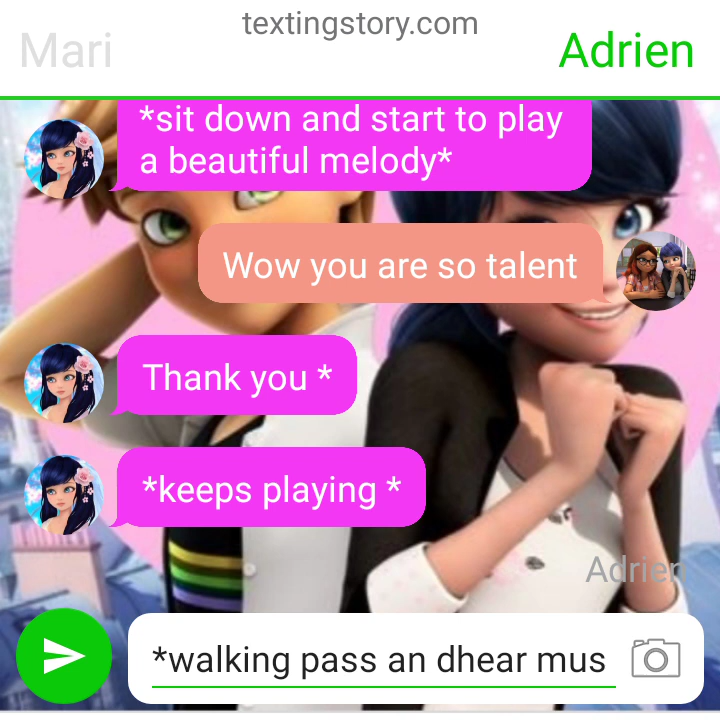 textingstory.com
Mari
Adrien
*sit down and start to play
a beautiful melody*
Wow you are so talent
Thank you *
*keeps playing *
Adrien
*walking pass an dhear mus